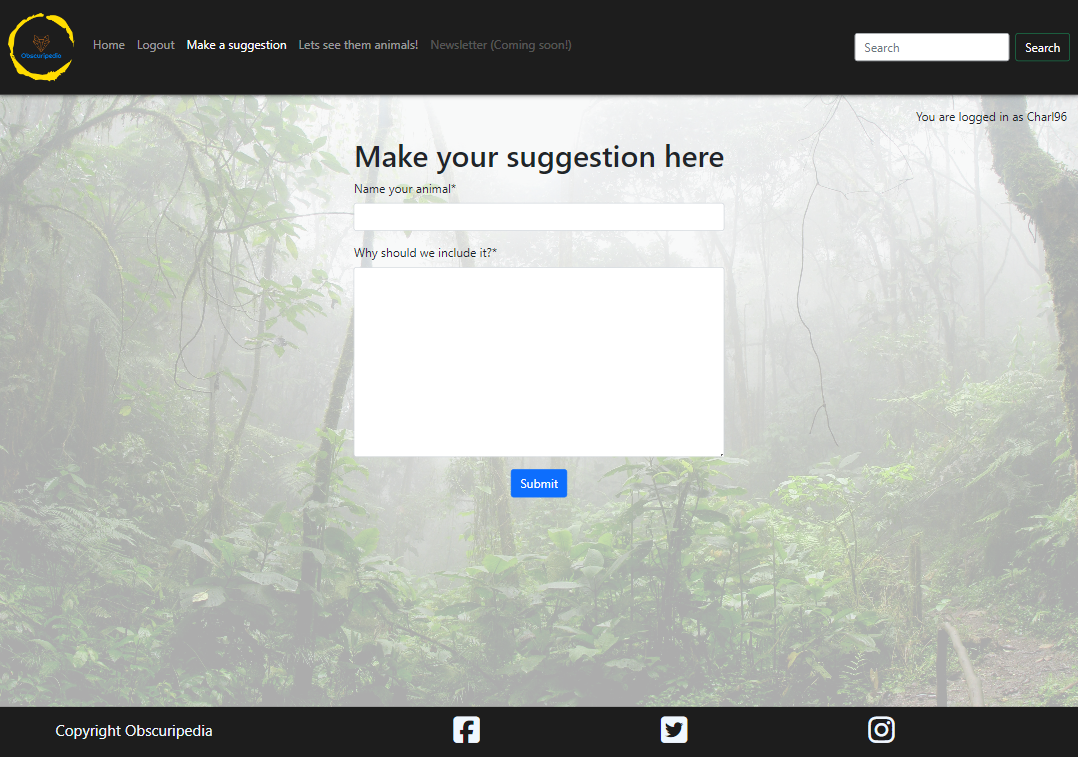 Obscuripedia
Home Logout Make a suggestion Lets see them animals! Newsletter (Coming soon!) Search Search
You are logged in as Charl96
Make your suggestion here
Name your animal*
Why should we include it?*
Submit
Copyright Obscuripedia